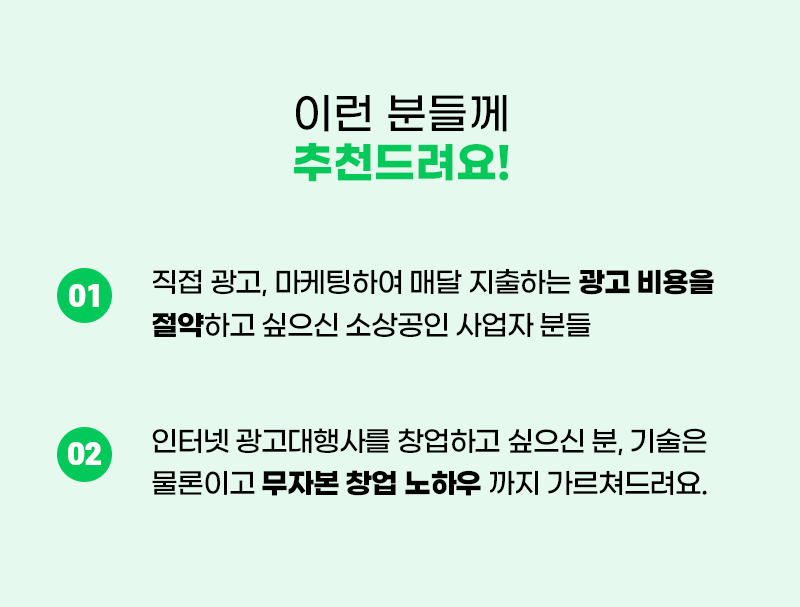 이런 분들께
추천드려요!
01
직접 광고, 마케팅하여 매달 지출하는 광고 비용을
절약하고 싶으신 소상공인 사업자 분들
02
인터넷 광고대행사를 창업하고 싶으신 분, 기술은
물론이고 무자본 창업 노하우 까지 가르쳐드려요.